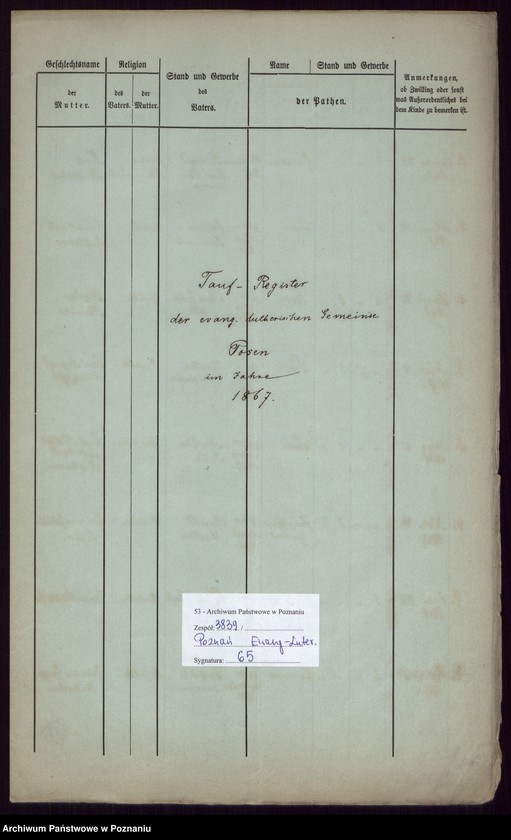 Geschlechtsname
der
Mutter.
Religion
des
Vaters.
der
Mutter.
Stand und Gewerbe
des
Vaters.
Name
Stand und Gewerbe
der Pathen.
Anmerkungen,
ob Zwilling oder sonst
was Außerordentliches bei
dem Kinde zu bemerken ist.
Tauf- Register
der evang. lutherischen Gemeinde
Posen
im Jahre
1867.
53 - Archiwum Państwowe w Poznaniu
Zespół: 3839,
Poznań Evang-Luter.
Sygnatura: 65
Archiwum Państwowe w Poznaniu